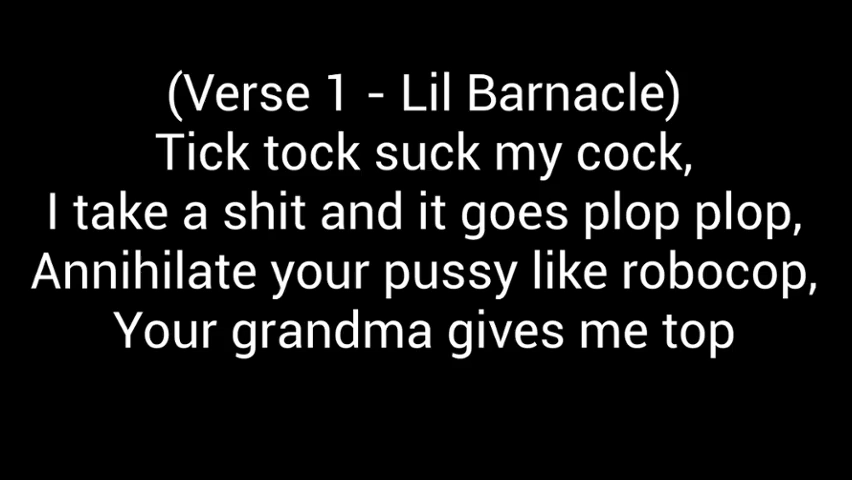 (Verse 1 - Lil Barnacle)
Tick tock suck my cock,
I take a shit and it goes plop plop,
Annihilate your pussy like robocop,
Your grandma gives me top